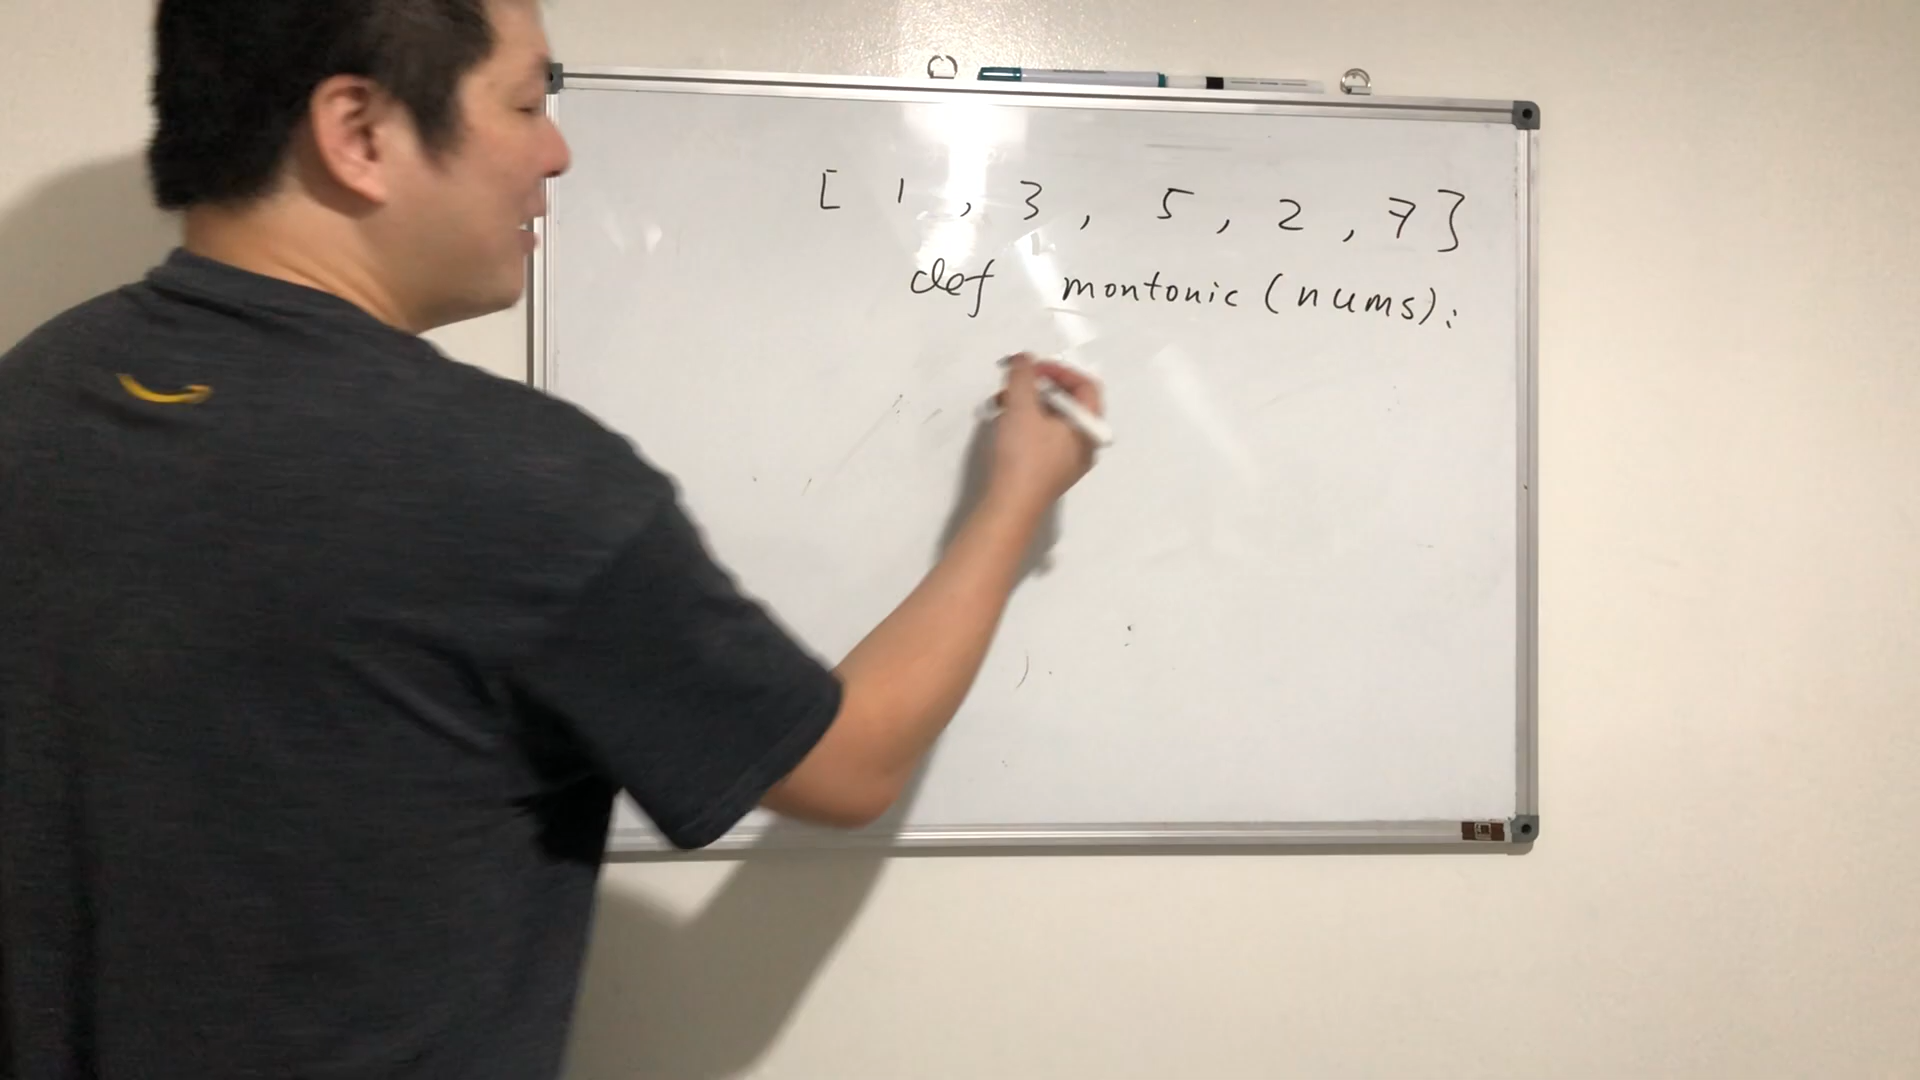 [ 1 , 3 , 5 , 2 , 7 ]
def montonic (nums):